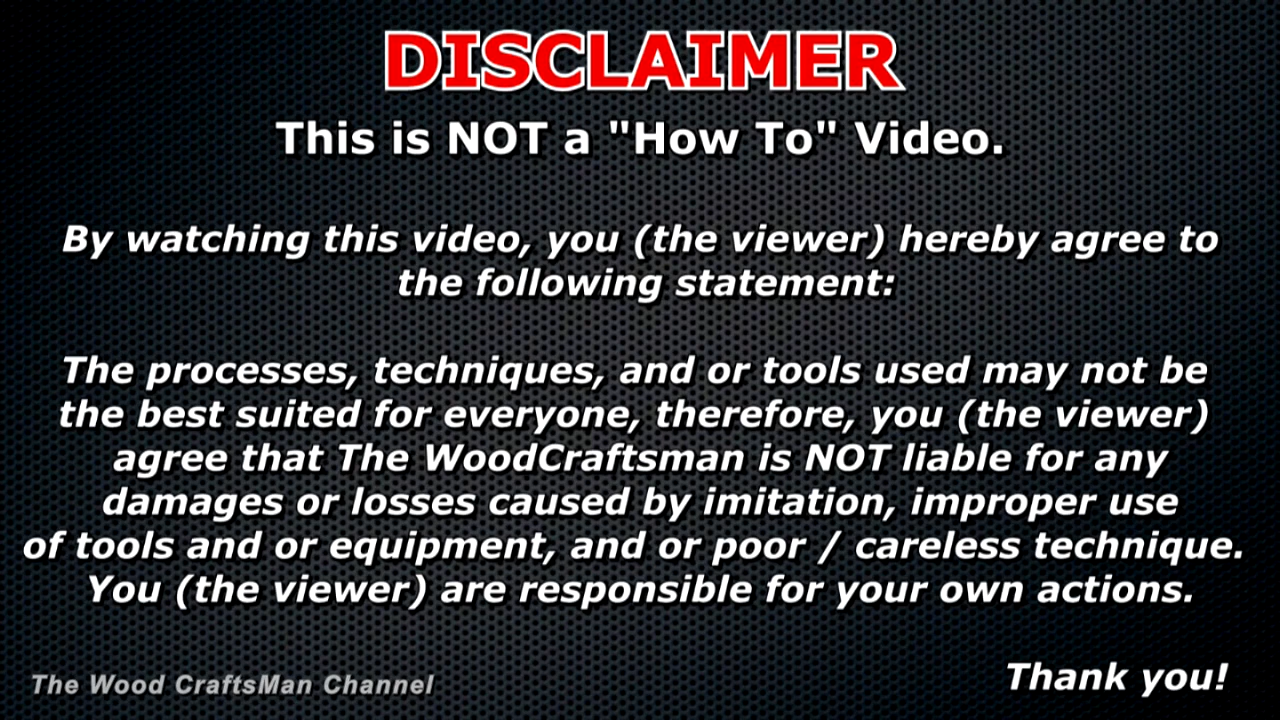 DISCLAIMER
This is NOT a "How To" Video.
By watching this video, you (the viewer) hereby agree to
the following statement:
The processes, techniques, and or tools used may not be
the best suited for everyone, therefore, you (the viewer)
agree that The WoodCraftsman is NOT liable for any
damages or losses caused by imitation, improper use
of tools and or equipment, and or poor / careless technique.
You (the viewer) are responsible for your own actions.
Thank you!
The Wood CraftsMan Channel